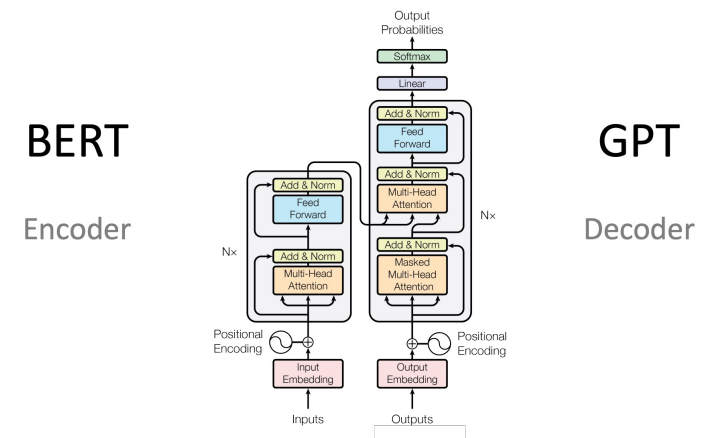 BERT
Encoder
Output
Probabilities
Softmax
Linear
Add & Norm
Feed
Forward
Add & Norm
Multi-Head
Attention
Add & Norm
Masked
Multi-Head
Attention
N×
Positional
Encoding
Output
Embedding
Outputs
Add & Norm
Feed
Forward
Add & Norm
Multi-Head
Attention
N×
Positional
Encoding
Input
Embedding
Inputs
GPT
Decoder